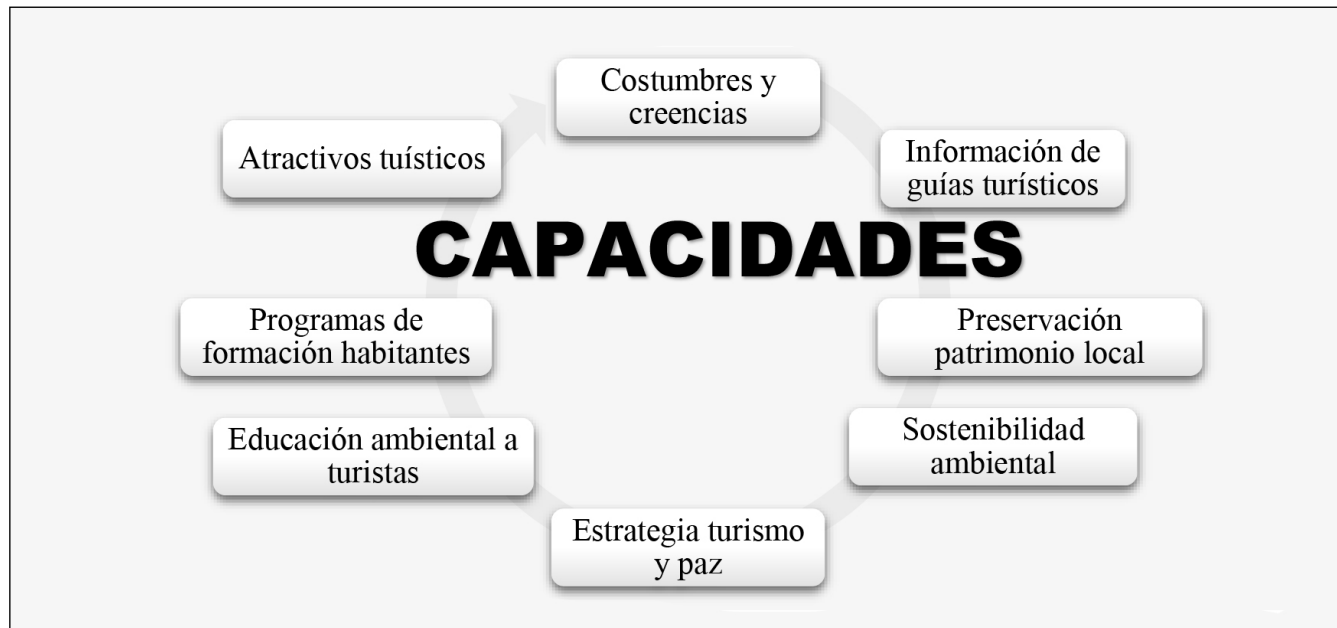 Costumbres y
creencias
Información de
guías turísticos
Preservación
patrimonio local
Sostenibilidad
ambiental
Estrategia turismo
y paz
Educación ambiental a
turistas
Programas de
formación habitantes
Atractivos tuísticos
CAPACIDADES